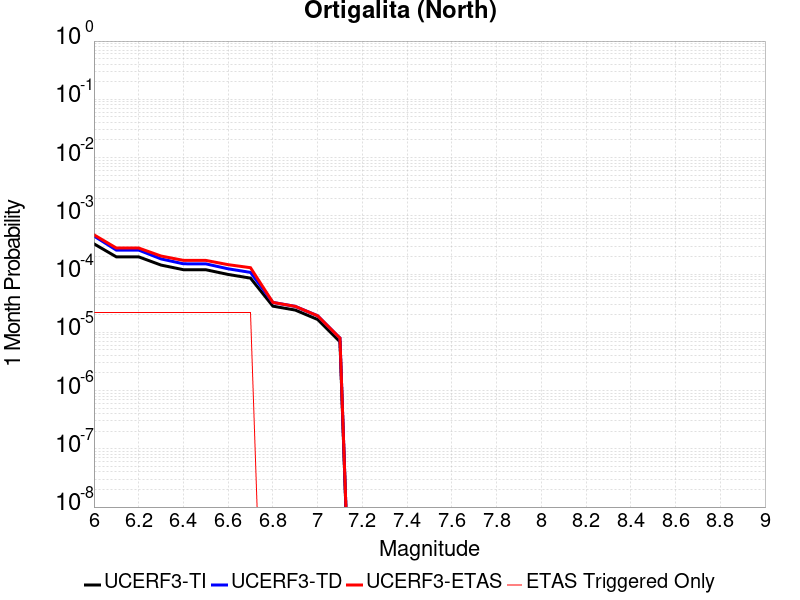 Ortigalita (North)
1 Month Probability
10^0
10^-1
10^-2
10^-3
10^-4
10^-5
10^-6
10^-7
10^-8
6 6.2 6.4 6.6 6.8 7 7.2 7.4 7.6 7.8 8 8.2 8.4 8.6 8.8 9
Magnitude
UCERF3-TI UCERF3-TD UCERF3-ETAS ETAS Triggered Only